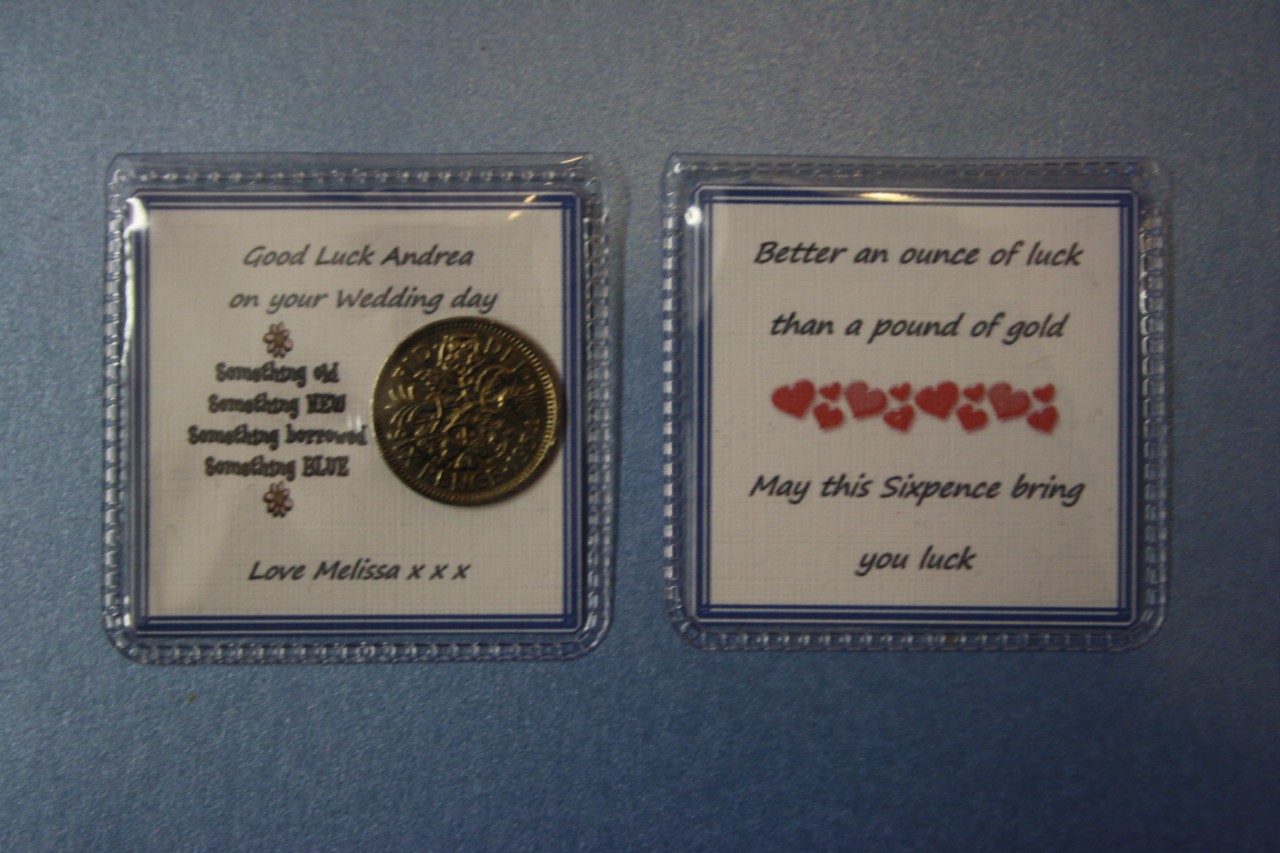 Good Luck Andrea
on your Wedding day
Something old
Something NEW
Something borrowed
Something BLUE
Love Melissa x x x
Better an ounce of luck
than a pound of gold
May this Sixpence bring
you luck